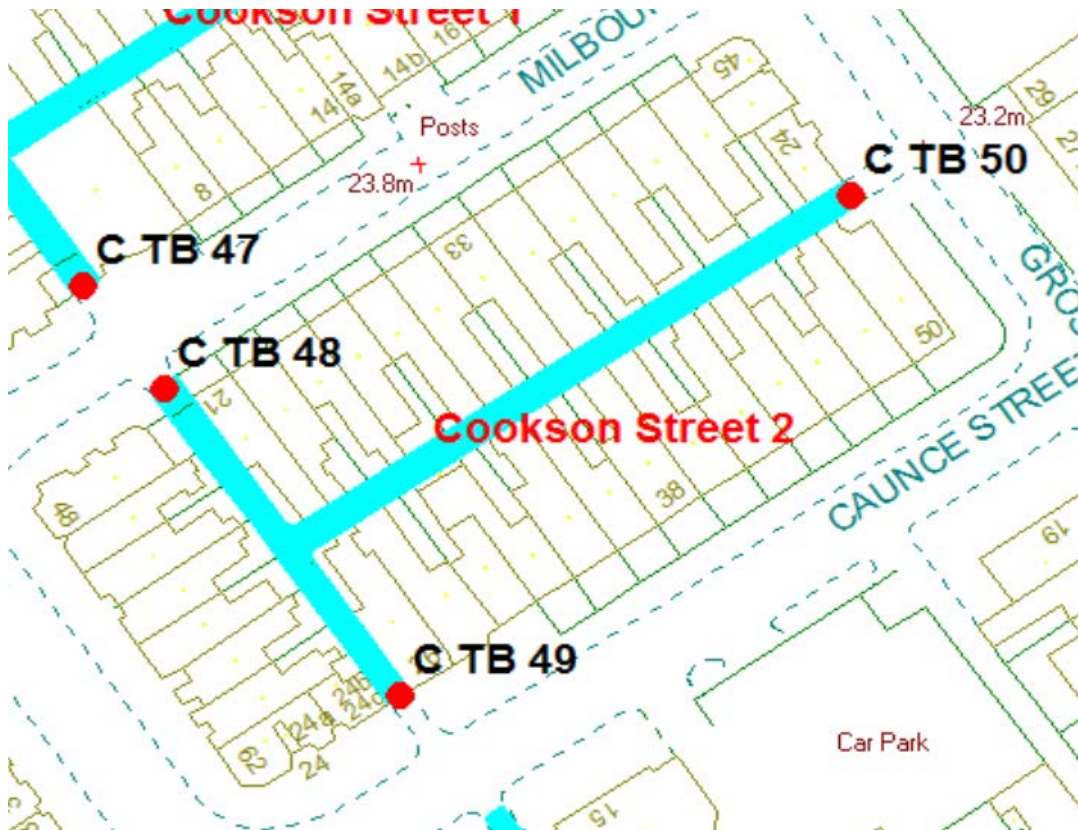 Cookson Street 1
MILBOU
16
14b
14a
14
8
Posts
23.8m
45
24
23.2m
29
27
C TB 50
C TB 47
33
C TB 48
21
GROS
50
Cookson Street 2
CAUNCE STREE
48
38
19
C TB 49
24b
24c
24a
62
24
Car Park
15